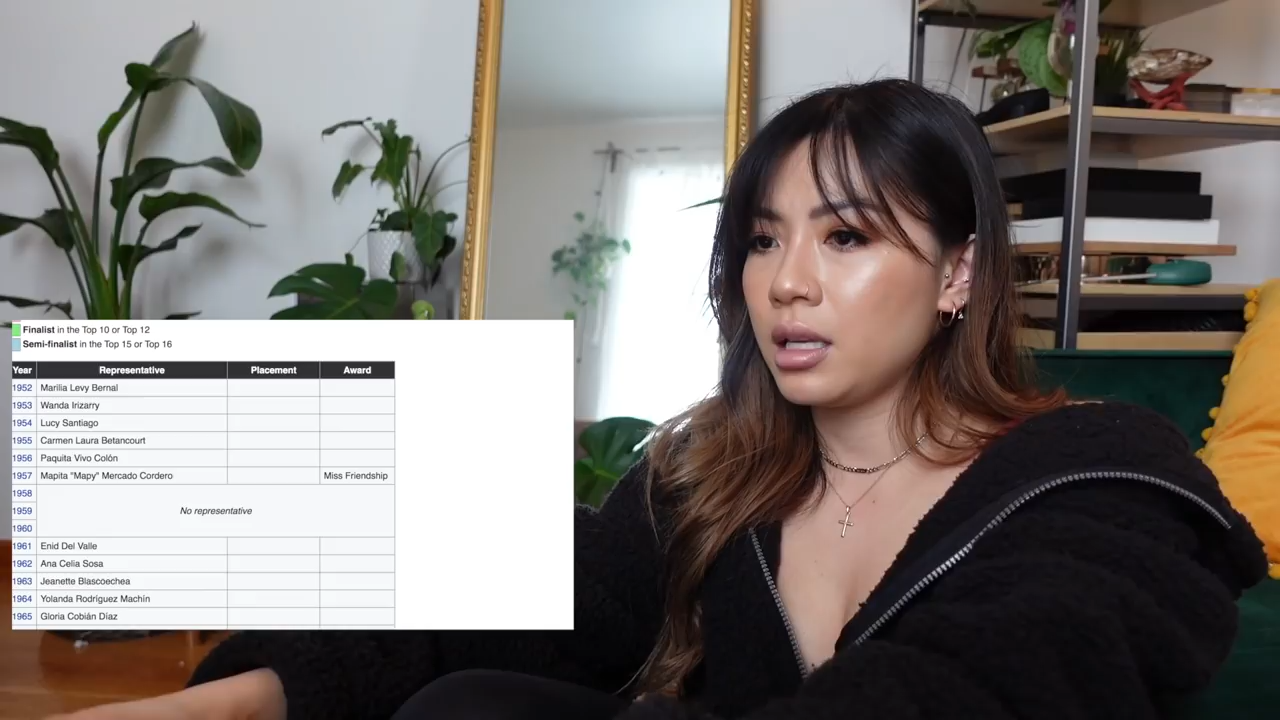 Finalist in the Top 10 or Top 12
Semi-finalist in the Top 15 or Top 16
Year Representative Placement Award
1952 Marilia Levy Bernal
1953 Wanda Irizarry
1954 Lucy Santiago
1955 Carmen Laura Betancourt
1956 Paquita Vivo Colón
1957 Mapita "Mapy" Mercado Cordero Miss Friendship
1958
1959 No representative
1960
1961 Enid Del Valle
1962 Ana Celia Sosa
1963 Jeanette Blascoechea
1964 Yolanda Rodríguez Machín
1965 Gloria Cobián Díaz